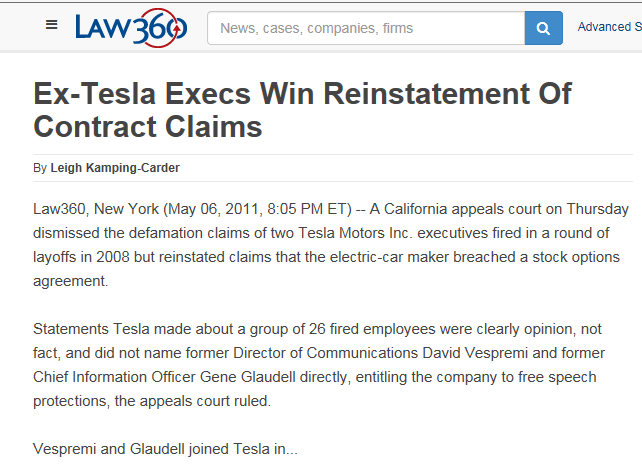 LAW360
News, cases, companies, firms
Advanced S
Ex-Tesla Execs Win Reinstatement Of
Contract Claims
By Leigh Kamping-Carder
Law360, New York (May 06, 2011, 8:05 PM ET) -- A California appeals court on Thursday
dismissed the defamation claims of two Tesla Motors Inc. executives fired in a round of
layoffs in 2008 but reinstated claims that the electric-car maker breached a stock options
agreement.
Statements Tesla made about a group of 26 fired employees were clearly opinion, not
fact, and did not name former Director of Communications David Vespremi and former
Chief Information Officer Gene Glaudell directly, entitling the company to free speech
protections, the appeals court ruled.
Vespremi and Glaudell joined Tesla in...